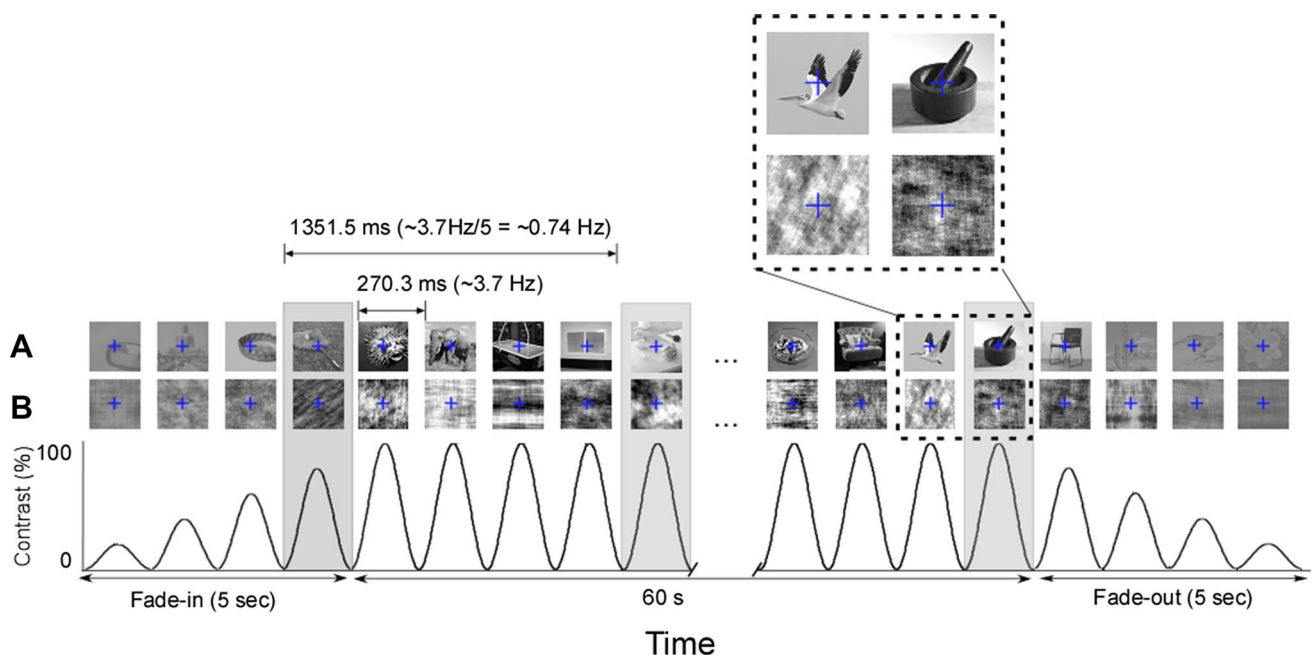 1351.5 ms (~3.7Hz/5 = ~0.74 Hz)
270.3 ms (~3.7 Hz)
A
...
B
...
Contrast (%)
100
0
Fade-in (5 sec)
60 s
Fade-out (5 sec)
Time